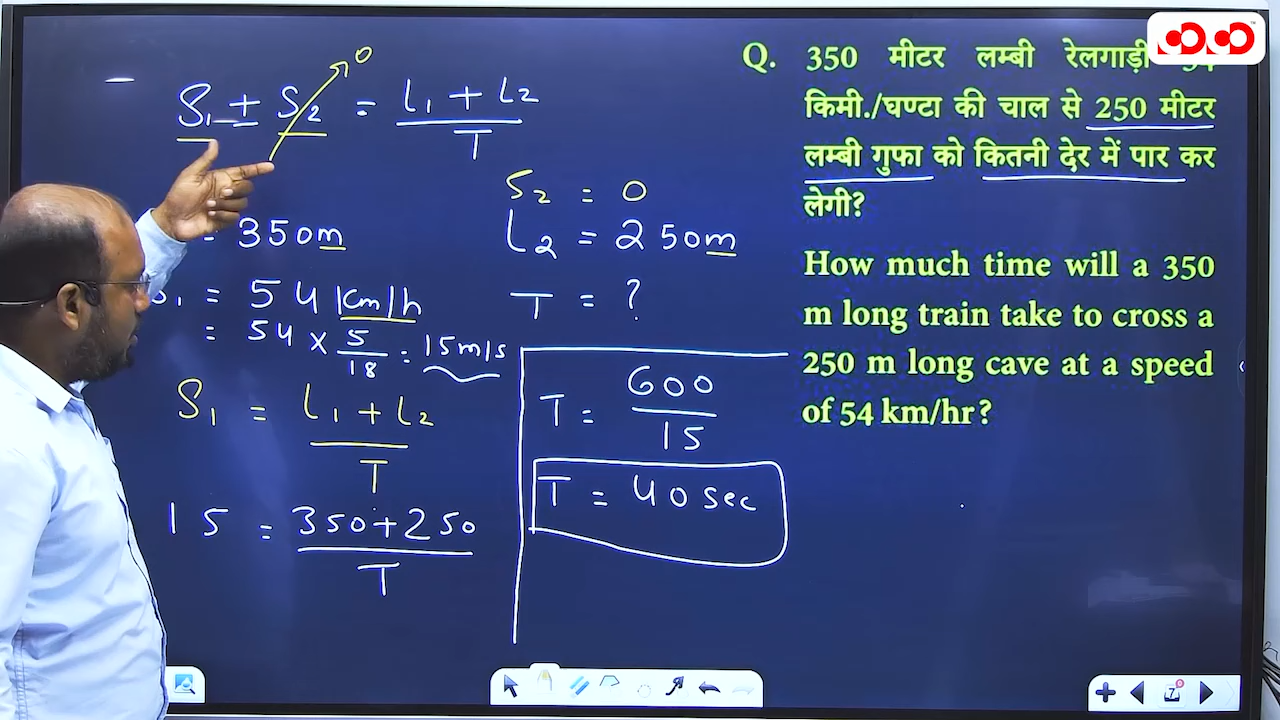 S₁ ± S₂ = l₁ + l₂ / T
0
S₂ = 0
= 350m
l₂ = 250m
= 54 km/h
T = ?
= 54 × 5/18 = 15m/s
S₁ = l₁ + l₂ / T
15 = 350+250 / T
T = 600 / 15
T = 40 sec
Q. 350 मीटर लम्बी रेलगाड़ी
किमी./घण्टा की चाल से 250 मीटर
लम्बी गुफा को कितनी देर में पार कर
लेगी?
How much time will a 350
m long train take to cross a
250 m long cave at a speed
of 54 km/hr?
7